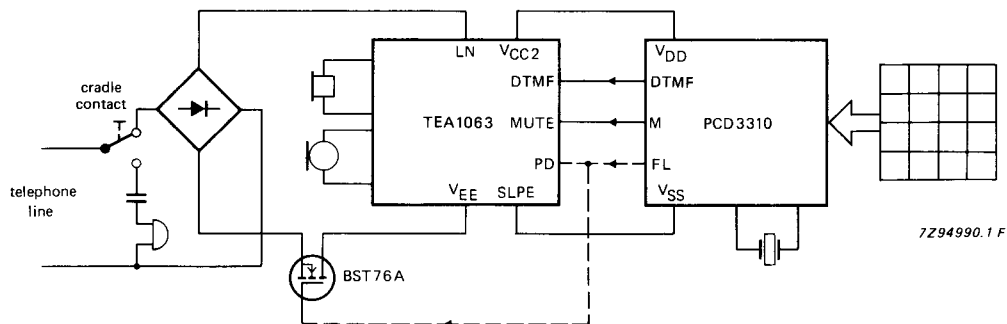 LN
VCC2
VDD
cradle
contact
DTMF
DTMF
TEA1063
MUTE
M
PCD3310
PD
FL
telephone
line
VEE
SLPE
VSS
7Z94990.1 F
BST76A